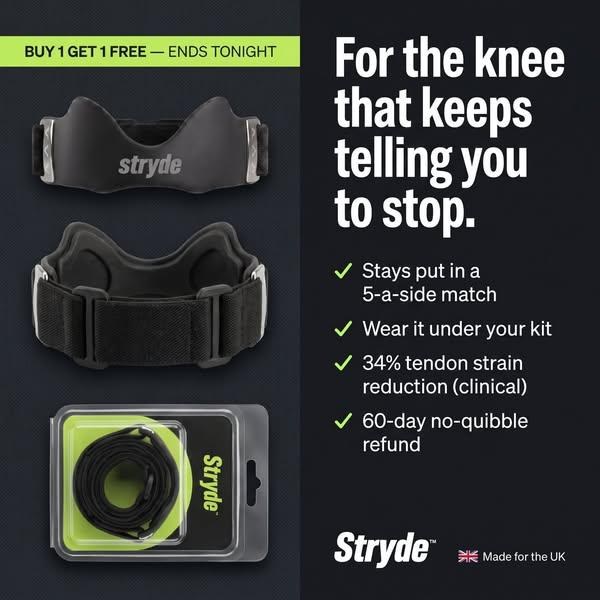 BUY 1 GET 1 FREE — ENDS TONIGHT
stryde
Stryde
For the knee
that keeps
telling you
to stop.
Stays put in a
5-a-side match
Wear it under your kit
34% tendon strain
reduction (clinical)
60-day no-quibble
refund
Stryde™
Made for the UK